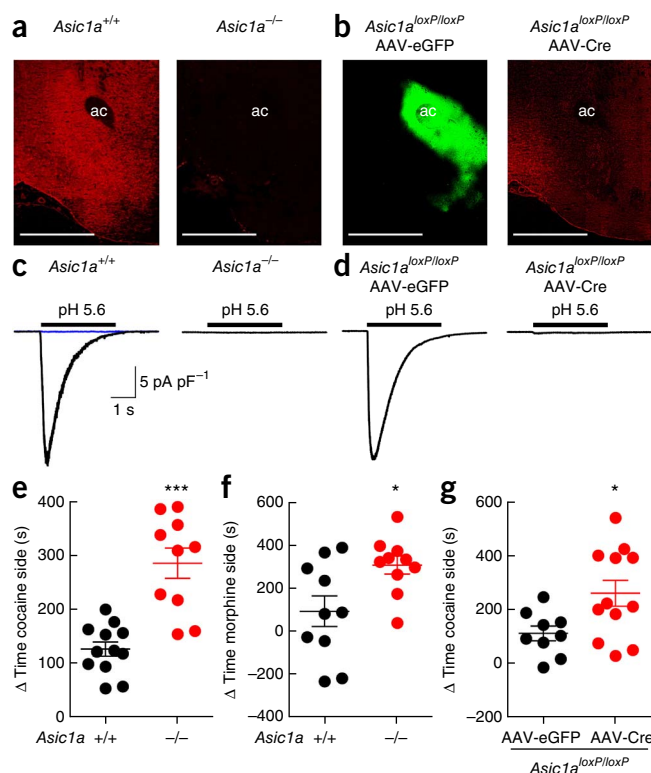 a
Asic1a+/+
Asic1a−/−
b
Asic1aloxP/loxP
AAV-eGFP
Asic1aloxP/loxP
AAV-Cre
ac
ac
ac
ac
c
Asic1a+/+
Asic1a−/−
d
Asic1aloxP/loxP
AAV-eGFP
Asic1aloxP/loxP
AAV-Cre
pH 5.6
pH 5.6
pH 5.6
pH 5.6
5 pA pF−1
1 s
e
Δ Time cocaine side (s)
400
300
200
100
0
***
Asic1a +/+ −/−
f
Δ Time morphine side (s)
600
400
200
0
−200
−400
*
Asic1a +/+ −/−
g
Δ Time cocaine side (s)
600
400
200
0
−200
*
AAV-eGFP AAV-Cre
Asic1aloxP/loxP